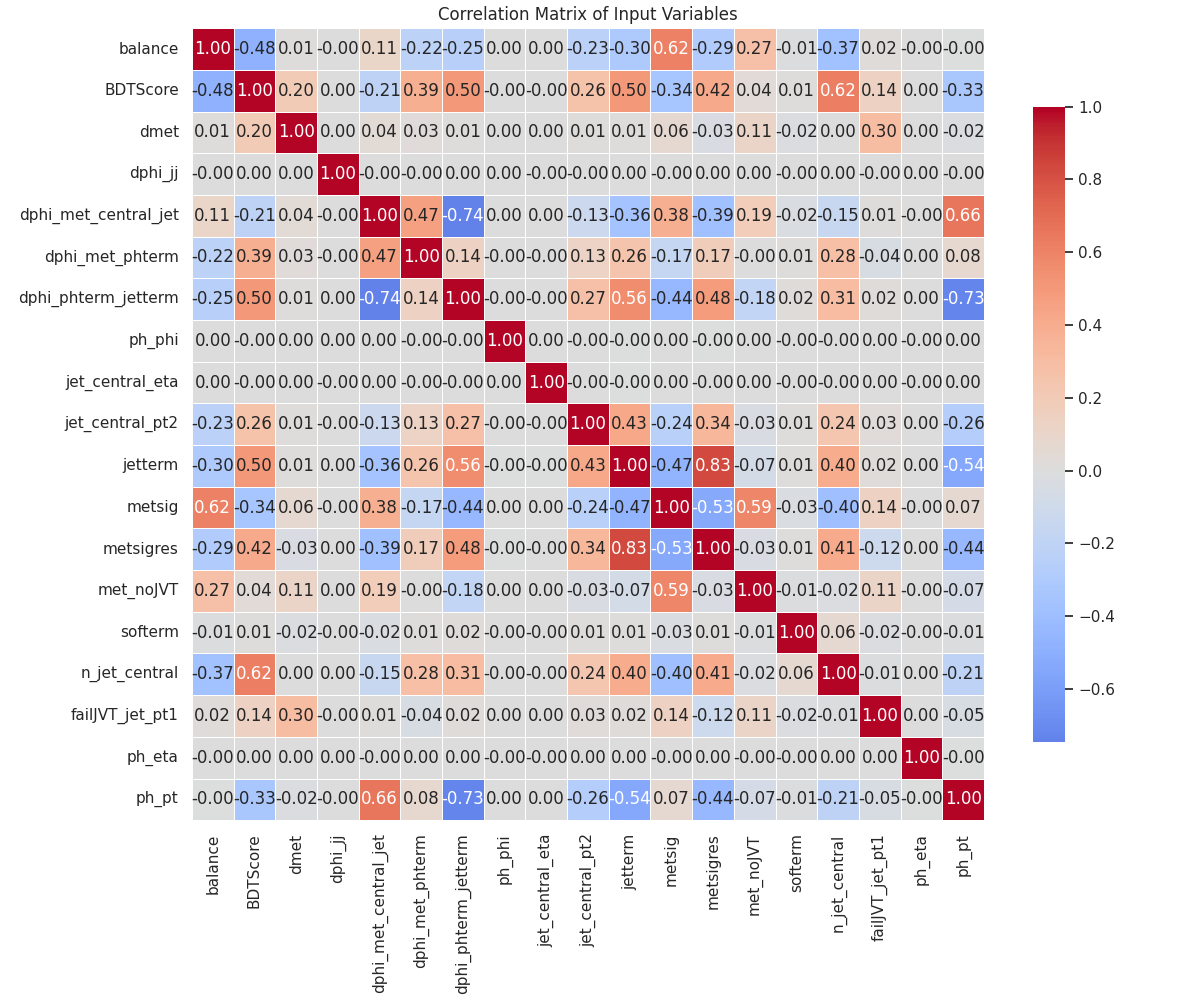 Correlation Matrix of Input Variables
balance 1.00 -0.48 0.01 -0.00 0.11 -0.22 -0.25 0.00 0.00 -0.23 -0.30 0.62 -0.29 0.27 -0.01 -0.37 0.02 -0.00 -0.00
BDTScore -0.48 1.00 0.20 0.00 -0.21 0.39 0.50 -0.00 -0.00 0.26 0.50 -0.34 0.42 0.04 0.01 0.62 0.14 0.00 -0.33
dmet 0.01 0.20 1.00 0.00 0.04 0.03 0.01 0.00 0.00 0.01 0.01 0.06 -0.03 0.11 -0.02 0.00 0.30 0.00 -0.02
dphi_jj -0.00 0.00 0.00 1.00 -0.00 -0.00 0.00 -0.00 -0.00 0.00 0.00 -0.00 0.00 -0.00 -0.00 0.00 -0.00 0.00 -0.00
dphi_met_central_jet 0.11 -0.21 0.04 -0.00 1.00 0.47 -0.74 0.00 0.00 -0.13 -0.36 0.38 -0.39 0.19 -0.02 -0.15 0.01 -0.00 0.66
dphi_met_phterm -0.22 0.39 0.03 -0.00 0.47 1.00 0.14 -0.00 -0.00 0.13 0.26 -0.17 0.17 -0.00 0.01 0.28 -0.04 0.00 0.08
dphi_phterm_jetterm -0.25 0.50 0.01 0.00 -0.74 0.14 1.00 -0.00 -0.00 0.27 0.56 -0.44 0.48 -0.18 0.02 0.31 0.02 0.00 -0.73
ph_phi 0.00 -0.00 0.00 -0.00 0.00 -0.00 -0.00 1.00 0.00 -0.00 -0.00 0.00 -0.00 0.00 -0.00 -0.00 0.00 -0.00 0.00
jet_central_eta 0.00 -0.00 0.00 -0.00 0.00 -0.00 -0.00 0.00 1.00 -0.00 -0.00 0.00 -0.00 0.00 -0.00 -0.00 0.00 -0.00 0.00
jet_central_pt2 -0.23 0.26 0.01 0.00 -0.13 0.13 0.27 -0.00 -0.00 1.00 0.43 -0.24 0.34 -0.03 0.01 0.24 0.03 0.00 -0.26
jetterm -0.30 0.50 0.01 0.00 -0.36 0.26 0.56 -0.00 -0.00 0.43 1.00 -0.47 0.83 -0.07 0.01 0.40 0.02 0.00 -0.54
metsig 0.62 -0.34 0.06 -0.00 0.38 -0.17 -0.44 0.00 0.00 -0.24 -0.47 1.00 -0.53 0.59 -0.03 -0.40 0.14 -0.00 0.07
metsigres -0.29 0.42 -0.03 0.00 -0.39 0.17 0.48 -0.00 -0.00 0.34 0.83 -0.53 1.00 -0.03 0.01 0.41 -0.12 0.00 -0.44
met_noJVT 0.27 0.04 0.11 -0.00 0.19 -0.00 -0.18 0.00 0.00 -0.03 -0.07 0.59 -0.03 1.00 -0.01 -0.02 0.11 -0.00 -0.07
softerm -0.01 0.01 -0.02 -0.00 -0.02 0.01 0.02 -0.00 -0.00 0.01 0.01 -0.03 0.01 -0.01 1.00 0.06 -0.02 -0.00 -0.01
n_jet_central -0.37 0.62 0.00 0.00 -0.15 0.28 0.31 -0.00 -0.00 0.24 0.40 -0.40 0.41 -0.02 0.06 1.00 -0.01 0.00 -0.21
failJVT_jet_pt1 0.02 0.14 0.30 -0.00 0.01 -0.04 0.02 0.00 0.00 0.03 0.02 0.14 -0.12 0.11 -0.02 -0.01 1.00 0.00 -0.05
ph_eta -0.00 0.00 0.00 0.00 -0.00 0.00 0.00 -0.00 -0.00 0.00 0.00 -0.00 0.00 -0.00 -0.00 0.00 0.00 1.00 -0.00
ph_pt -0.00 -0.33 -0.02 -0.00 0.66 0.08 -0.73 0.00 0.00 -0.26 -0.54 0.07 -0.44 -0.07 -0.01 -0.21 -0.05 -0.00 1.00
balance
BDTScore
dmet
dphi_jj
dphi_met_central_jet
dphi_met_phterm
dphi_phterm_jetterm
ph_phi
jet_central_eta
jet_central_pt2
jetterm
metsig
metsigres
met_noJVT
softerm
n_jet_central
failJVT_jet_pt1
ph_eta
ph_pt
1.0
0.8
0.6
0.4
0.2
0.0
−0.2
−0.4
−0.6